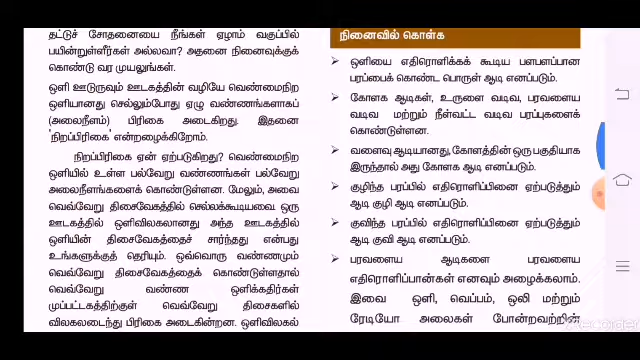 தட்டுச் சோதனையை நீங்கள் ஏழாம் வகுப்பில்
பயின்றுள்ளீர்கள் அல்லவா? அதனை நினைவுக்குக்
கொண்டு வர முயலுங்கள்.
ஒளி ஊடுருவும் ஊடகத்தின் வழியே வெண்மைநிற
ஒளியானது செல்லும்போது ஏழு வண்ணங்களாகப்
(அலைநீளம்) பிரிகை அடைகிறது. இதனை
'நிறப்பிரிகை' என்றழைக்கிறோம்.
நிறப்பிரிகை ஏன் ஏற்படுகிறது? வெண்மைநிற
ஒளியில் உள்ள பல்வேறு வண்ணங்கள் பல்வேறு
அலைநீளங்களைக் கொண்டுள்ளன. மேலும், அவை
வெவ்வேறு திசைவேகத்தில் செல்லக்கூடியவை. ஒரு
ஊடகத்தில் ஒளிவிலகலானது அந்த ஊடகத்தில்
ஒளியின் திசைவேகத்தைச் சார்ந்தது என்பது
உங்களுக்குத் தெரியும். ஒவ்வொரு வண்ணமும்
வெவ்வேறு திசைவேகத்தைக் கொண்டுள்ளதால்
வெவ்வேறு வண்ண ஒளிக்கதிர்கள்
முப்பட்டகத்திற்குள் வெவ்வேறு திசைகளில்
விலகலடைந்து பிரிகை அடைகின்றன. ஒளிவிலகல்
நினைவில் கொள்க
➢ ஒளியை எதிரொளிக்கக் கூடிய பளபளப்பான
பரப்பைக் கொண்ட பொருள் ஆடி எனப்படும்.
➢ கோளக ஆடிகள், உருளை வடிவ, பரவளைய
வடிவ மற்றும் நீள்வட்ட வடிவ பரப்புகளைக்
கொண்டுள்ளன.
➢ வளைவு ஆடியானது, கோளத்தின் ஒரு பகுதியாக
இருந்தால் அது கோளக ஆடி எனப்படும்.
➢ குழிந்த பரப்பில் எதிரொளிப்பினை ஏற்படுத்தும்
ஆடி குழி ஆடி எனப்படும்.
➢ குவிந்த பரப்பில் எதிரொளிப்பினை ஏற்படுத்தும்
ஆடி குவி ஆடி எனப்படும்.
➢ பரவளைய ஆடிகளை பரவளைய
எதிரொளிப்பான்கள் எனவும் அழைக்கலாம்.
இவை ஒளி, வெப்பம், ஒலி மற்றும்
ரேடியோ அலைகள் போன்றவற்றின்